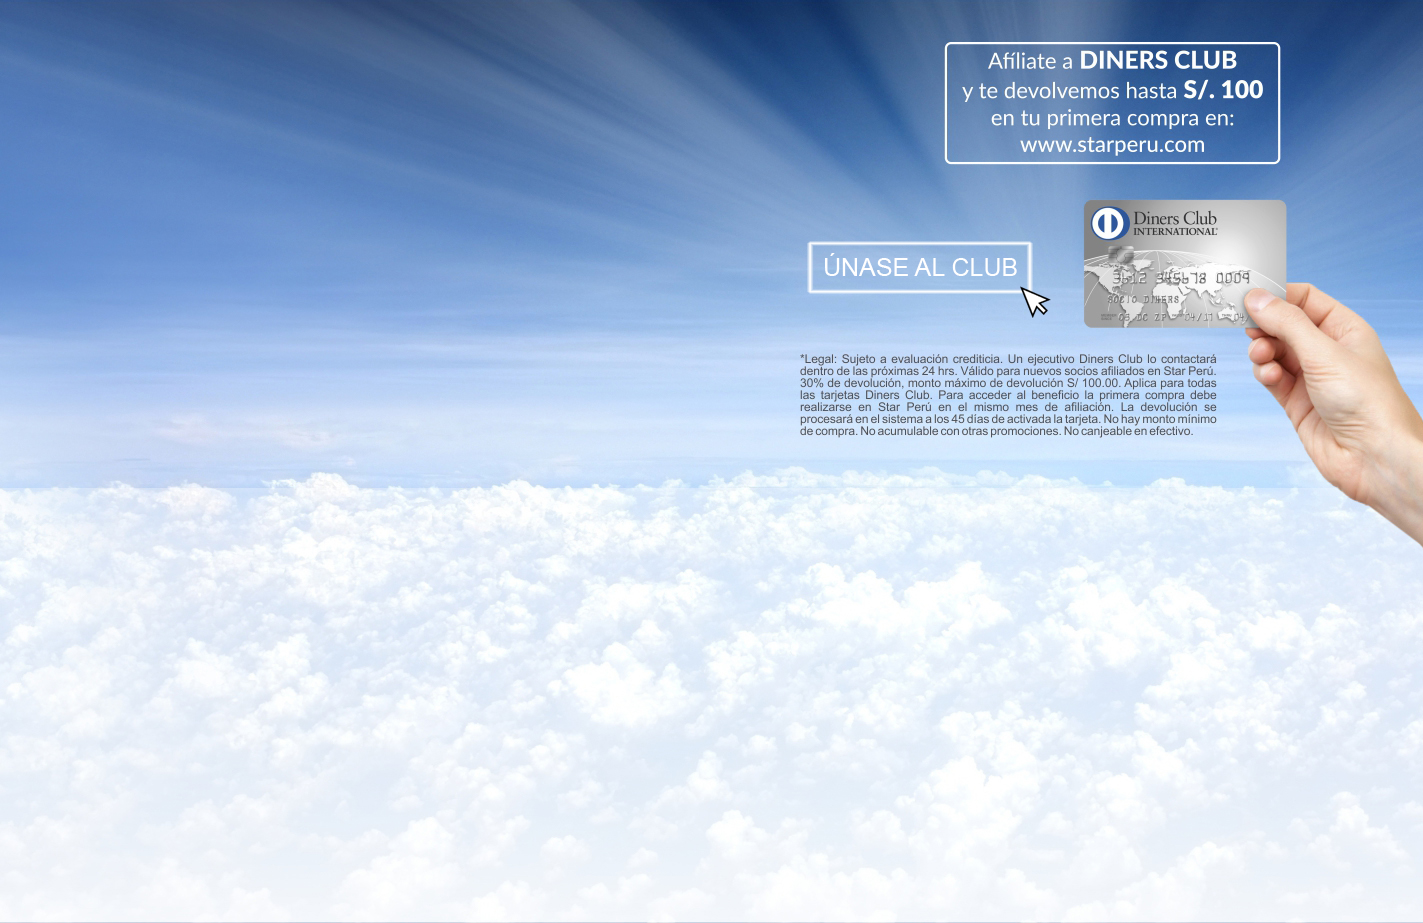 Afíliate a DINERS CLUB
y te devolvemos hasta S/. 100
en tu primera compra en:
www.starperu.com
Diners Club
INTERNATIONAL
3612 345678 0009
SOCIO DINERS
ÚNASE AL CLUB
*Legal: Sujeto a evaluación crediticia. Un ejecutivo Diners Club lo contactará
dentro de las próximas 24 hrs. Válido para nuevos socios afiliados en Star Perú.
30% de devolución, monto máximo de devolución S/ 100.00. Aplica para todas
las tarjetas Diners Club. Para acceder al beneficio la primera compra debe
realizarse en Star Perú en el mismo mes de afiliación. La devolución se
procesará en el sistema a los 45 días de activada la tarjeta. No hay monto mínimo
de compra. No acumulable con otras promociones. No canjeable en efectivo.